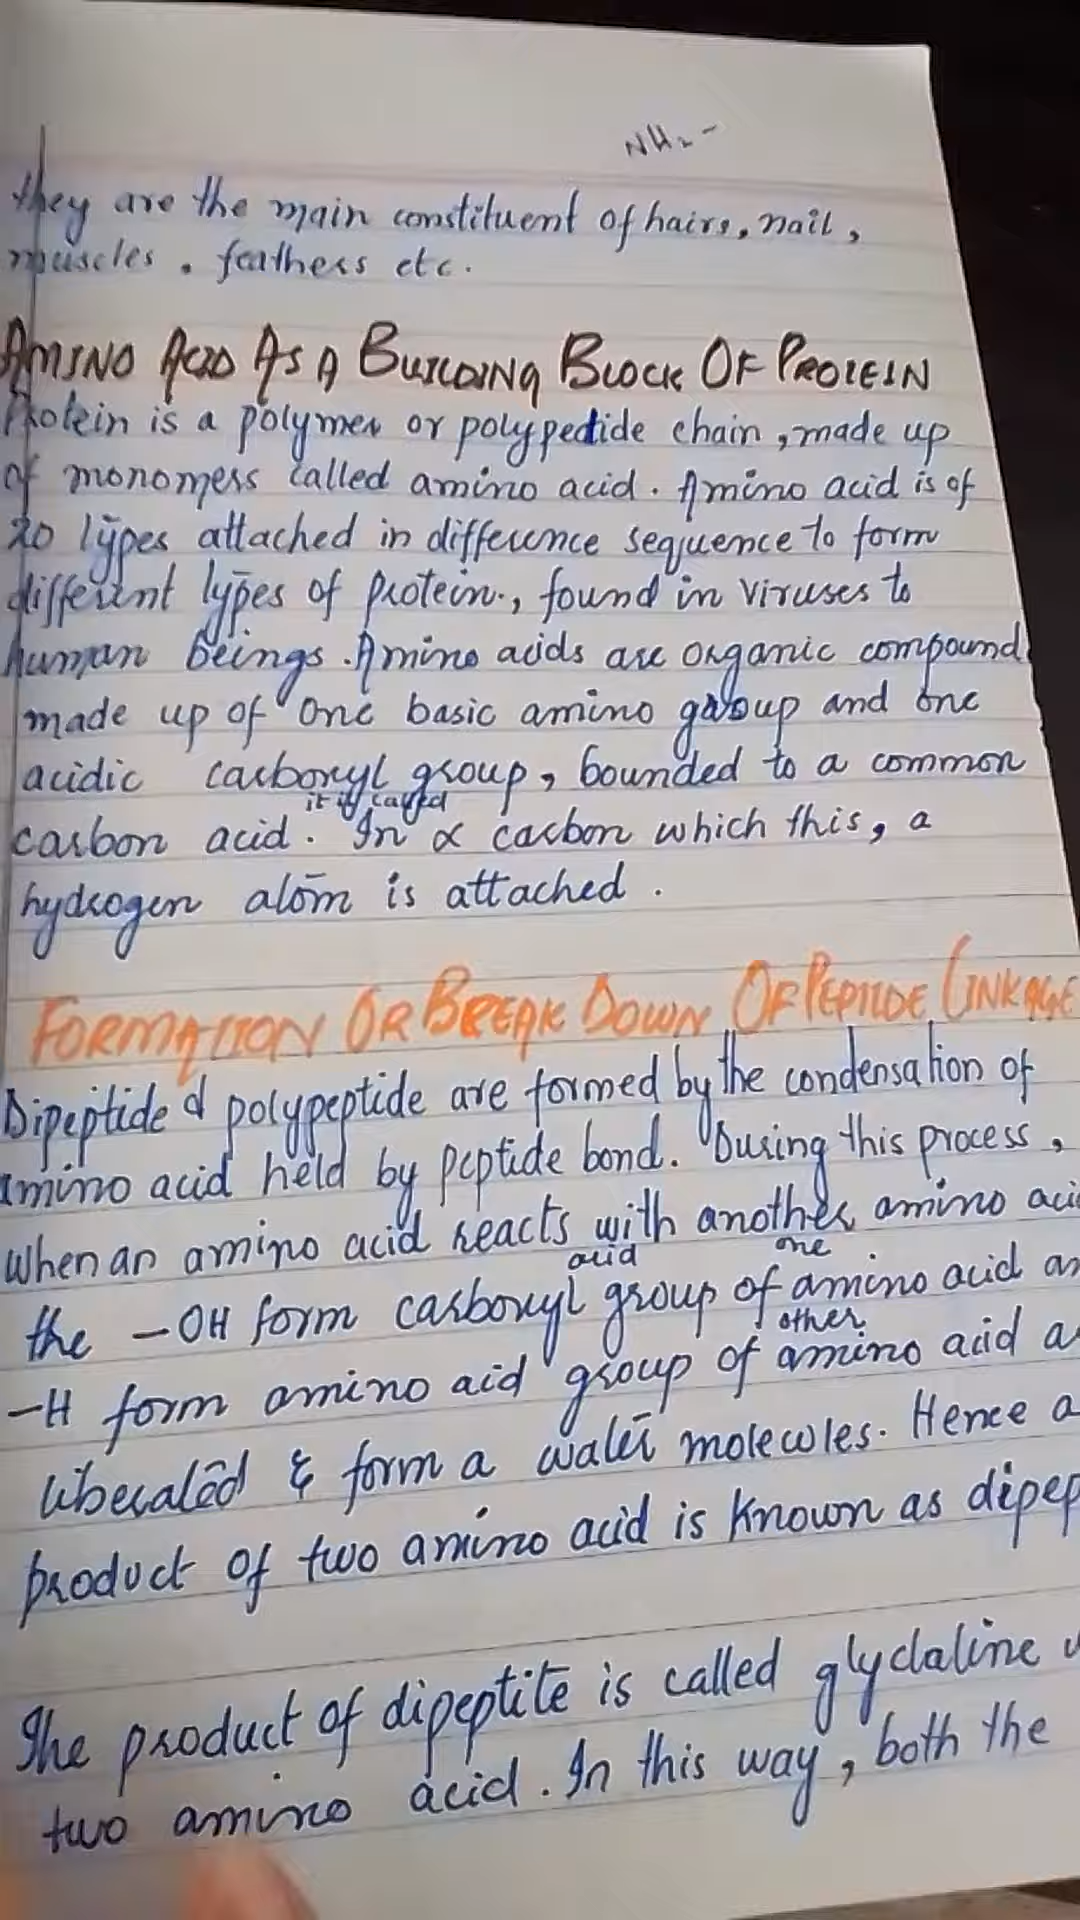 NH₂-
they are the main constituent of hairs, nail,
muscles, feathers etc.
AMINO ACID AS A BUILDING BLOCK OF PROTEIN
Protein is a polymer or polypedtide chain, made up
of monomers called amino acid. Amino acid is of
20 types attached in difference sequence to form
different types of protein., found in viruses to
human beings. Amino acids are organic compound
made up of one basic amino group and one
acidic carboxyl group, bounded to a common
it is called
carbon acid. In α carbon which this, a
hydrogen atom is attached.
FORMATION OR BREAK DOWN OF PEPTIDE LINKAGE
Dipeptide & polypeptide are formed by the condensation of
amino acid held by peptide bond. During this process,
when an amino acid reacts with another amino aci
acid one
the -OH form carboxyl group of amino acid an
other
-H form amino acid group of amino acid a
liberated & form a water molecules. Hence a
product of two amino acid is known as dipep
The product of dipeptite is called glyclaline
two amino acid. In this way, both the